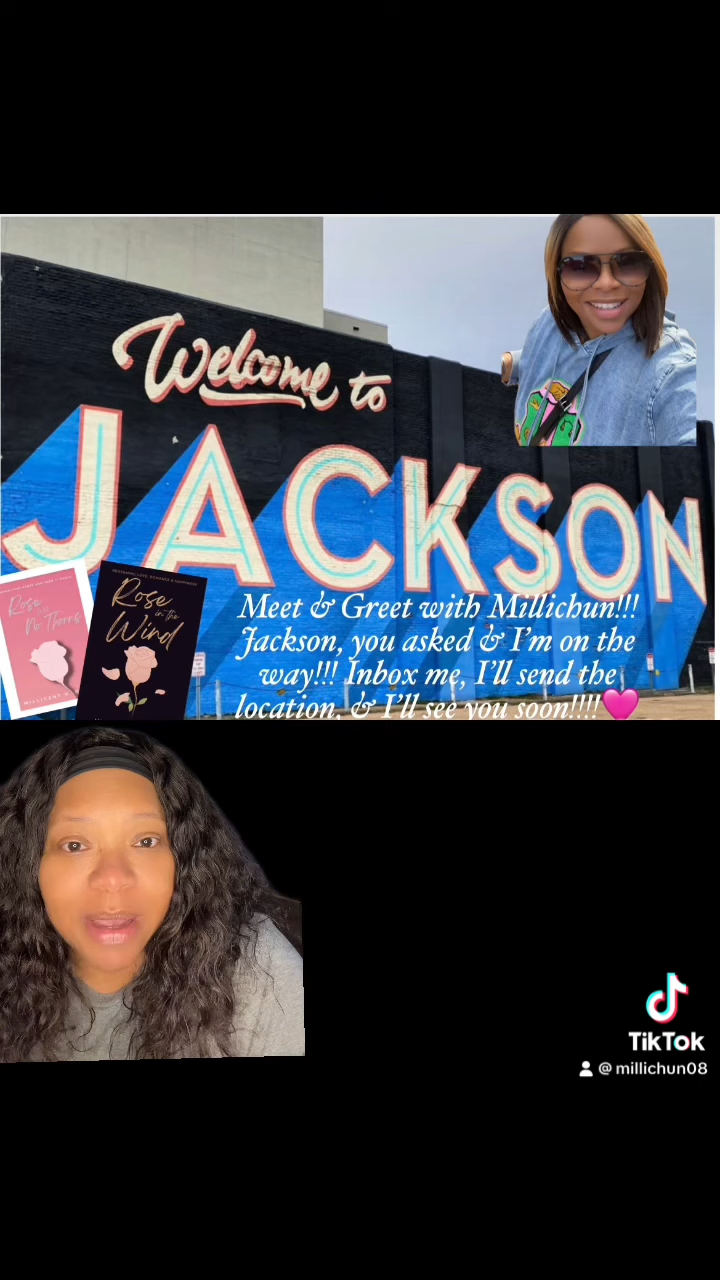 Welcome to
JACKSON
Rose
No Thorns
MILLICENT
Rose
in the
Wind
Meet & Greet with Millichun!!!
Jackson, you asked & I'm on the
way!!! Inbox me, I'll send the
location, & I'll see you soon!!!!🩷
TikTok
@ millichun08